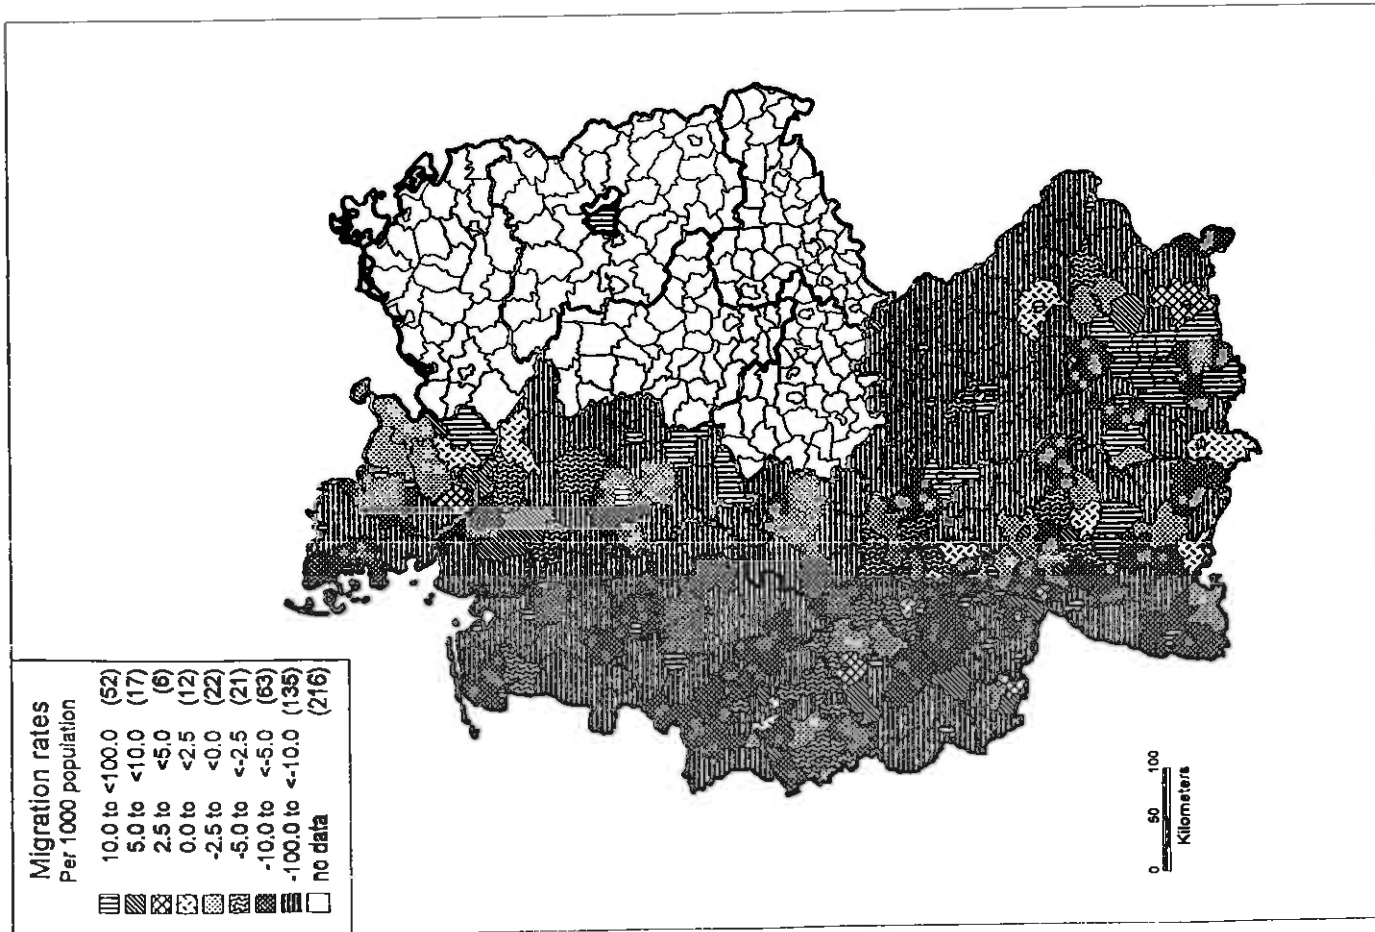 Migration rates
Per 1000 population
10.0 to <100.0 (52)
5.0 to <10.0 (17)
2.5 to <5.0 (6)
0.0 to <2.5 (12)
-2.5 to <0.0 (22)
-5.0 to <-2.5 (21)
-10.0 to <-5.0 (63)
-100.0 to <-10.0 (135)
no data (216)
0 50 100
Kilometers